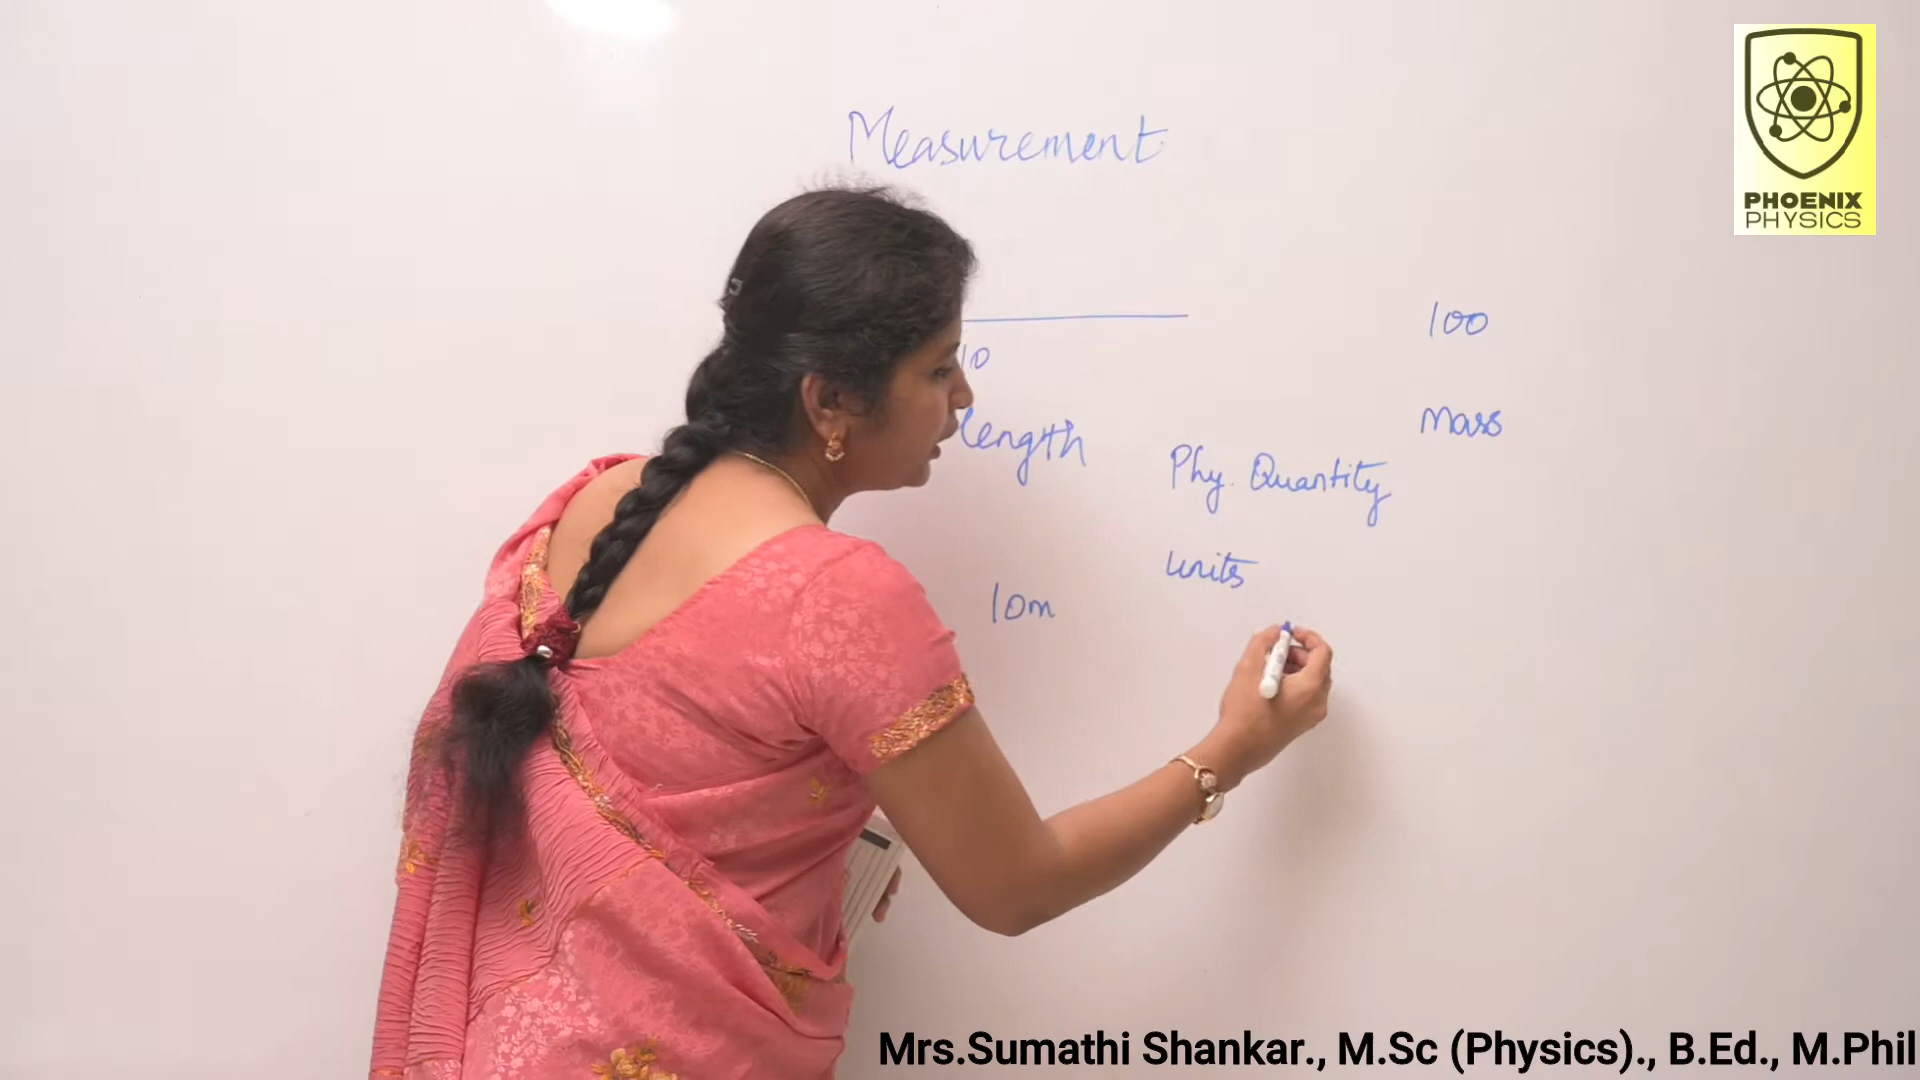 Measurement
PHOENIX
PHYSICS
100
10
Mass
length
Phy. Quantity
units
10m
Mrs.Sumathi Shankar., M.Sc (Physics)., B.Ed., M.Phil